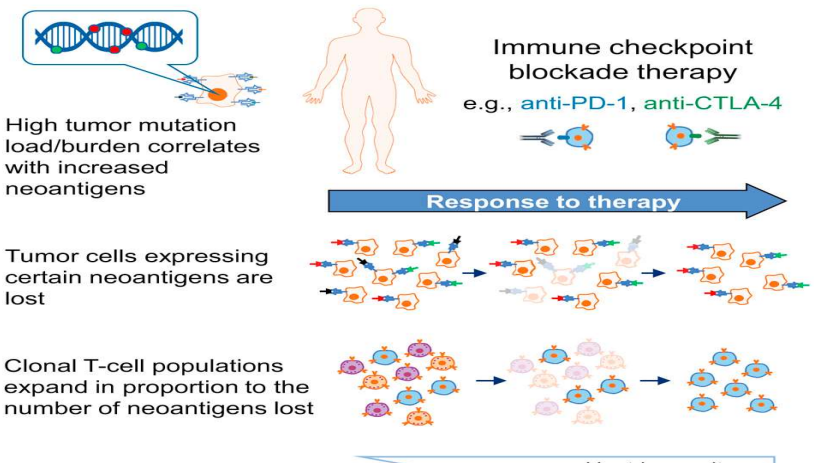 High tumor mutation
load/burden correlates
with increased
neoantigens
Immune checkpoint
blockade therapy
e.g., anti-PD-1, anti-CTLA-4
Response to therapy
Tumor cells expressing
certain neoantigens are
lost
Clonal T-cell populations
expand in proportion to the
number of neoantigens lost